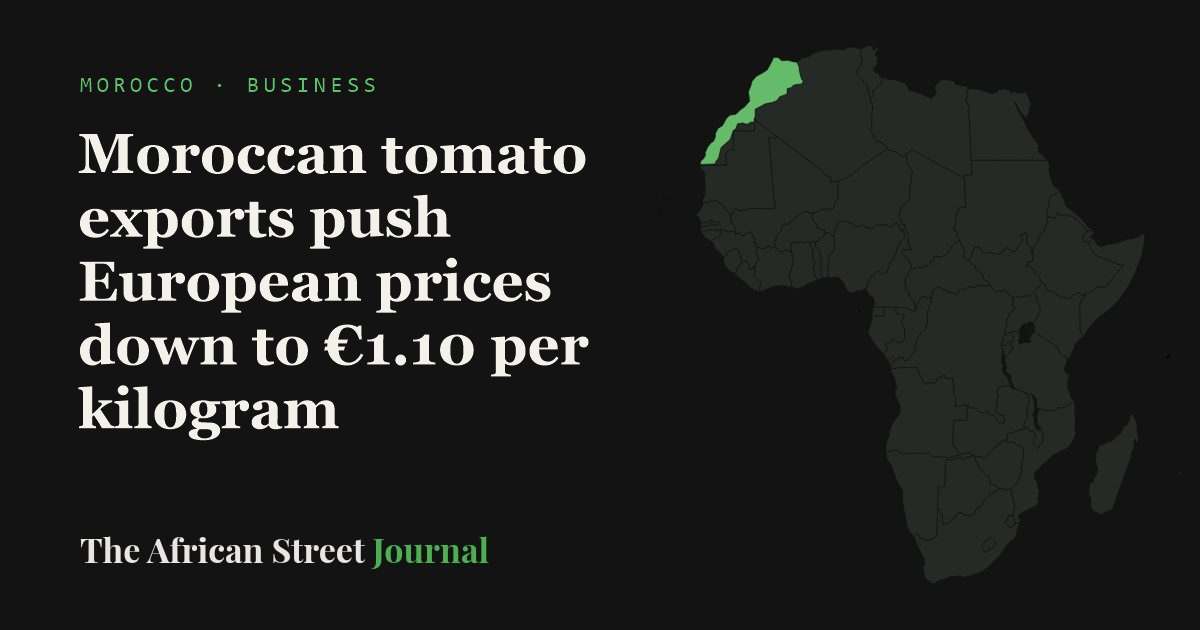 MOROCCO · BUSINESS
Moroccan tomato
exports push
European prices
down to €1.10 per
kilogram
The African Street Journal